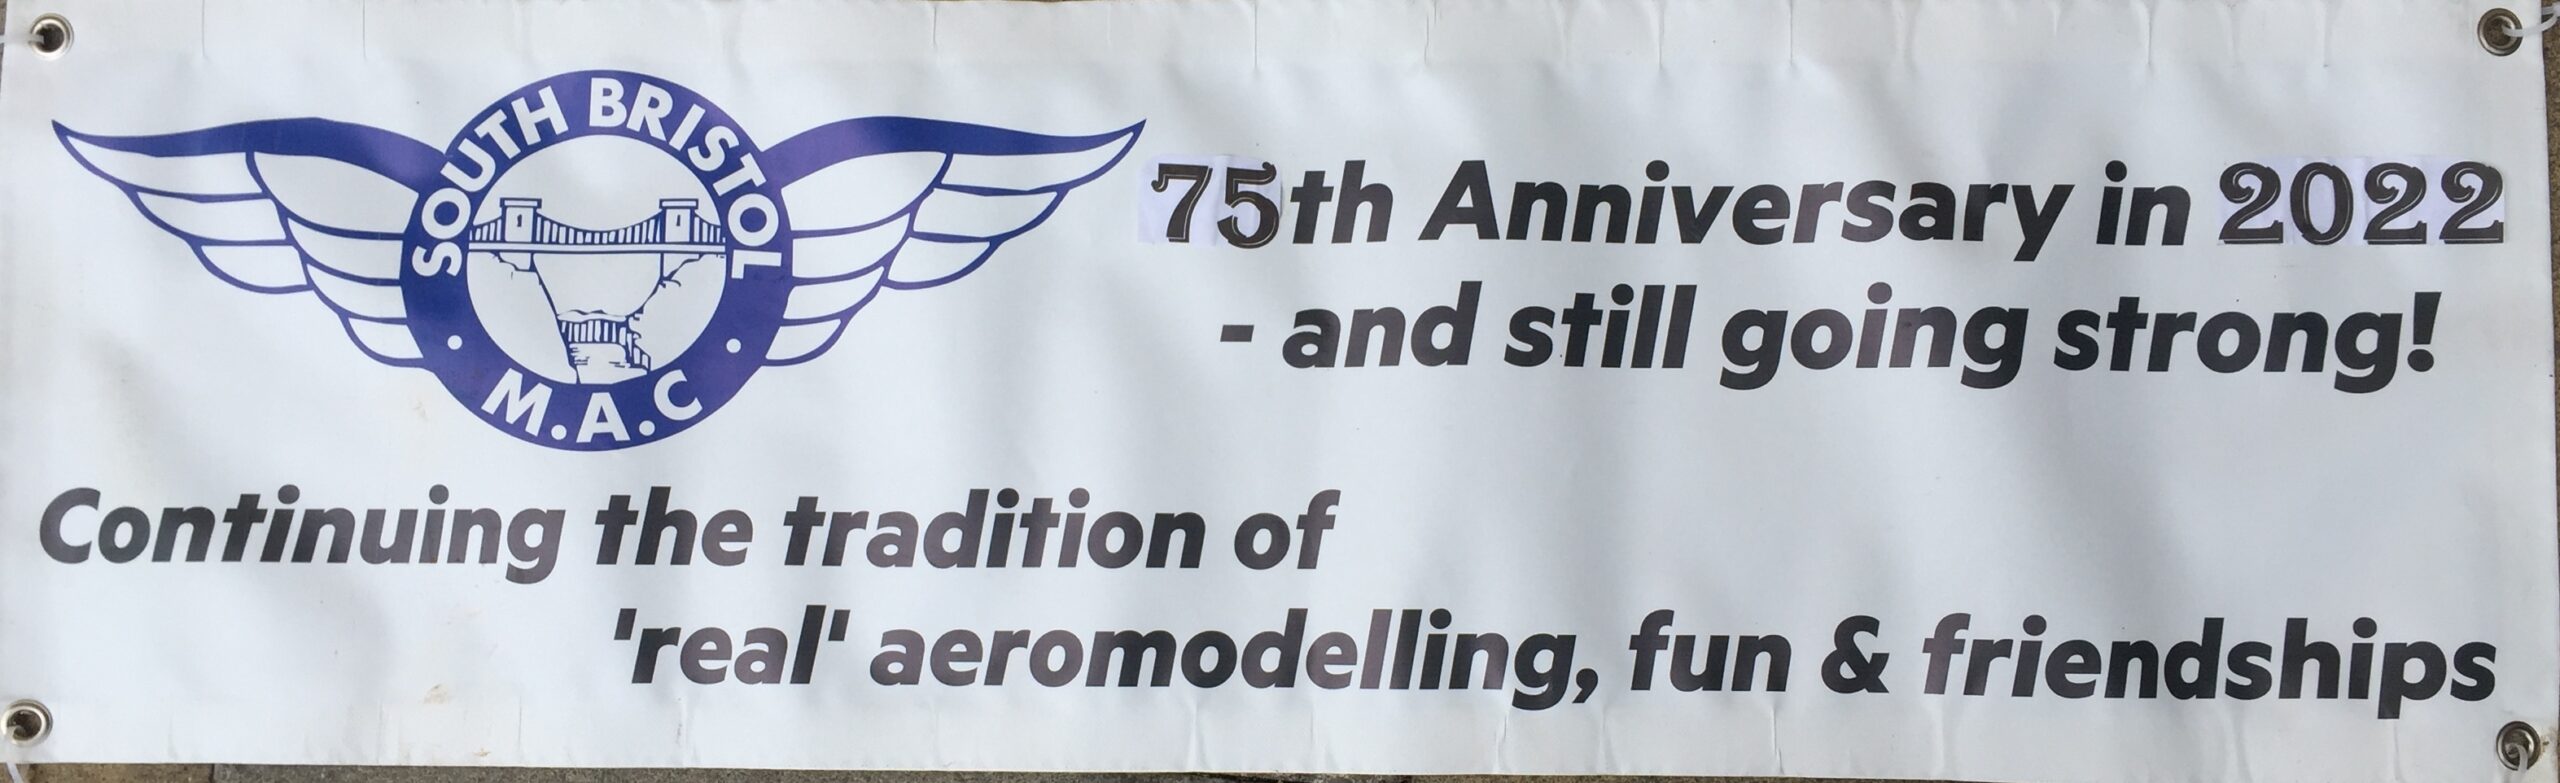 SOUTH BRISTOL
M.A.C
75th Anniversary in 2022
- and still going strong!
Continuing the tradition of
'real' aeromodelling, fun & friendships